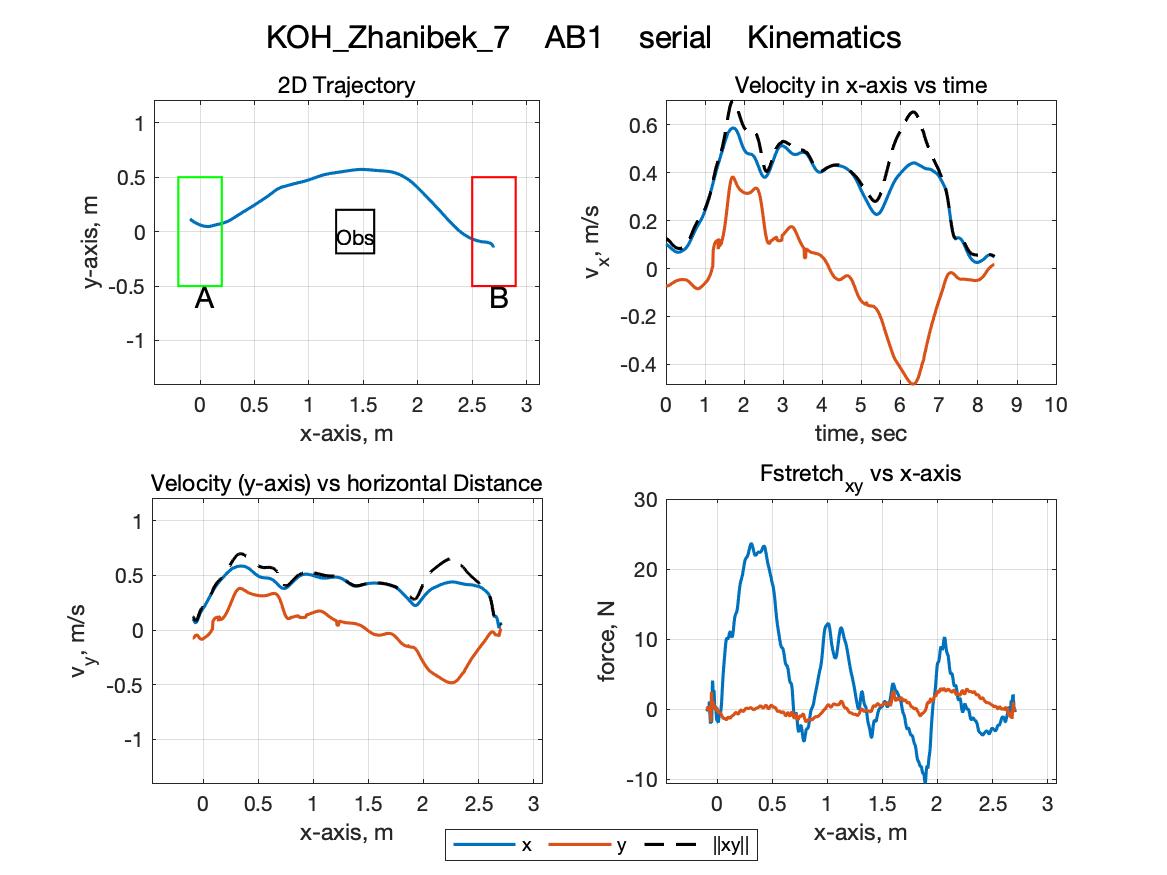 KOH_Zhanibek_7 AB1 serial Kinematics
2D Trajectory
1
0.5
0
-0.5
-1
y-axis, m
Obs
A
B
0 0.5 1 1.5 2 2.5 3
x-axis, m
Velocity in x-axis vs time
0.6
0.4
0.2
0
-0.2
-0.4
v_x, m/s
0 1 2 3 4 5 6 7 8 9 10
time, sec
Velocity (y-axis) vs horizontal Distance
1
0.5
0
-0.5
-1
v_y, m/s
0 0.5 1 1.5 2 2.5 3
x-axis, m
Fstretch_xy vs x-axis
30
20
10
0
-10
force, N
0 0.5 1 1.5 2 2.5 3
x-axis, m
x y ||xy||